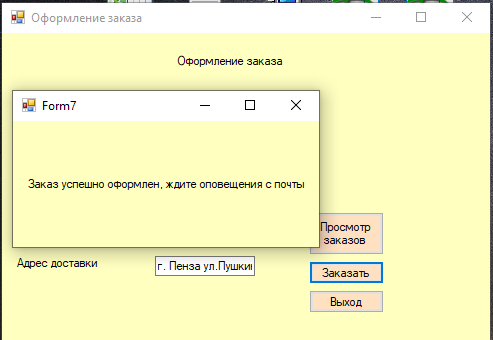 Оформление заказа
Оформление заказа
Form7
Заказ успешно оформлен, ждите оповещения с почты
Просмотр
заказов
Адрес доставки
г. Пенза ул.Пушкин
Заказать
Выход